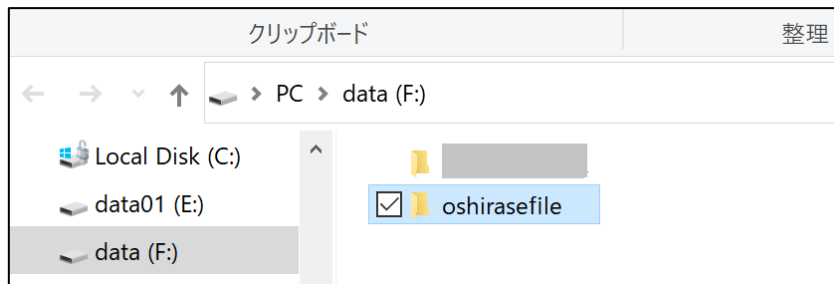 クリップボード 整理
PC > data (F:)
Local Disk (C:)
data01 (E:)
oshirasefile
data (F:)